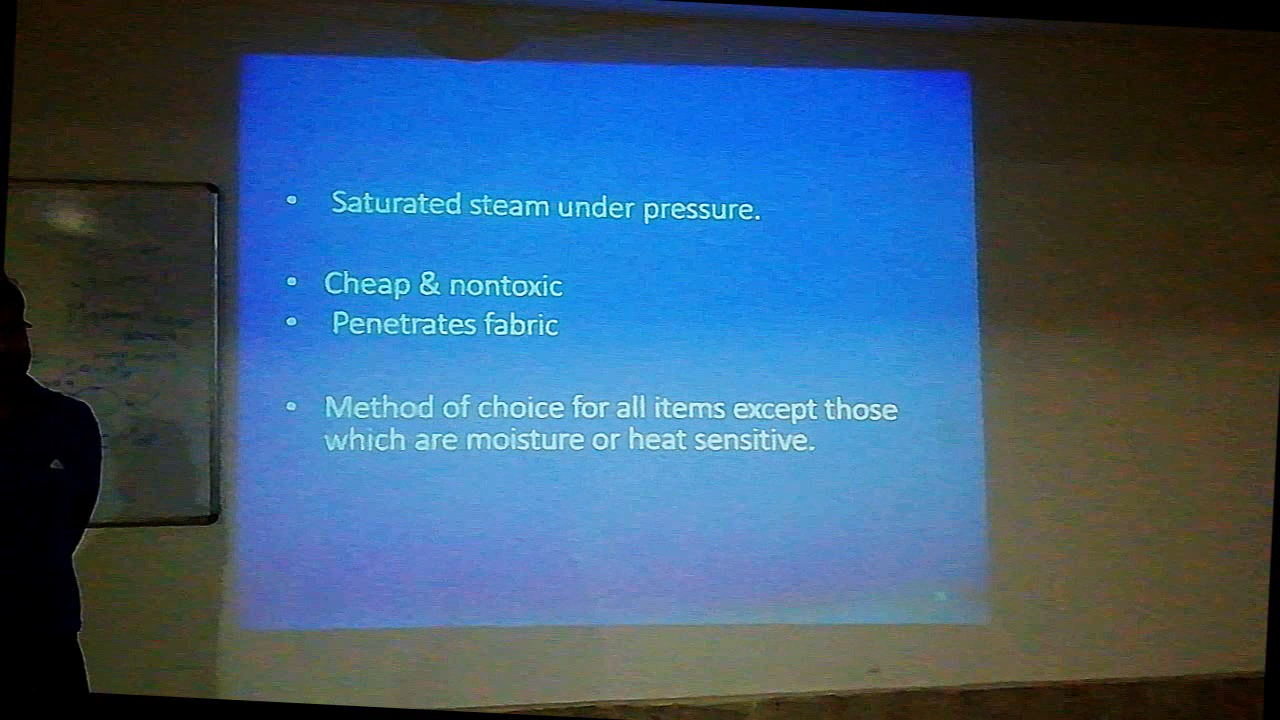 • Saturated steam under pressure.
• Cheap & nontoxic
• Penetrates fabric
• Method of choice for all items except those
which are moisture or heat sensitive.